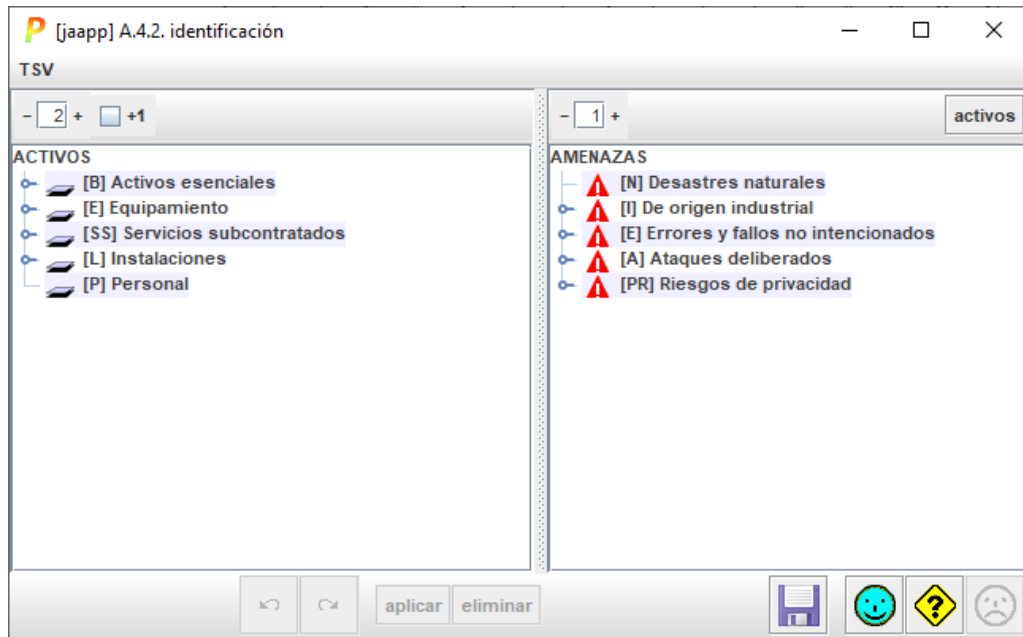 [jaapp] A.4.2. identificación
TSV
- 2 + +1
- 1 + activos
ACTIVOS
[B] Activos esenciales
[E] Equipamiento
[SS] Servicios subcontratados
[L] Instalaciones
[P] Personal
AMENAZAS
[N] Desastres naturales
[I] De origen industrial
[E] Errores y fallos no intencionados
[A] Ataques deliberados
[PR] Riesgos de privacidad
aplicar eliminar